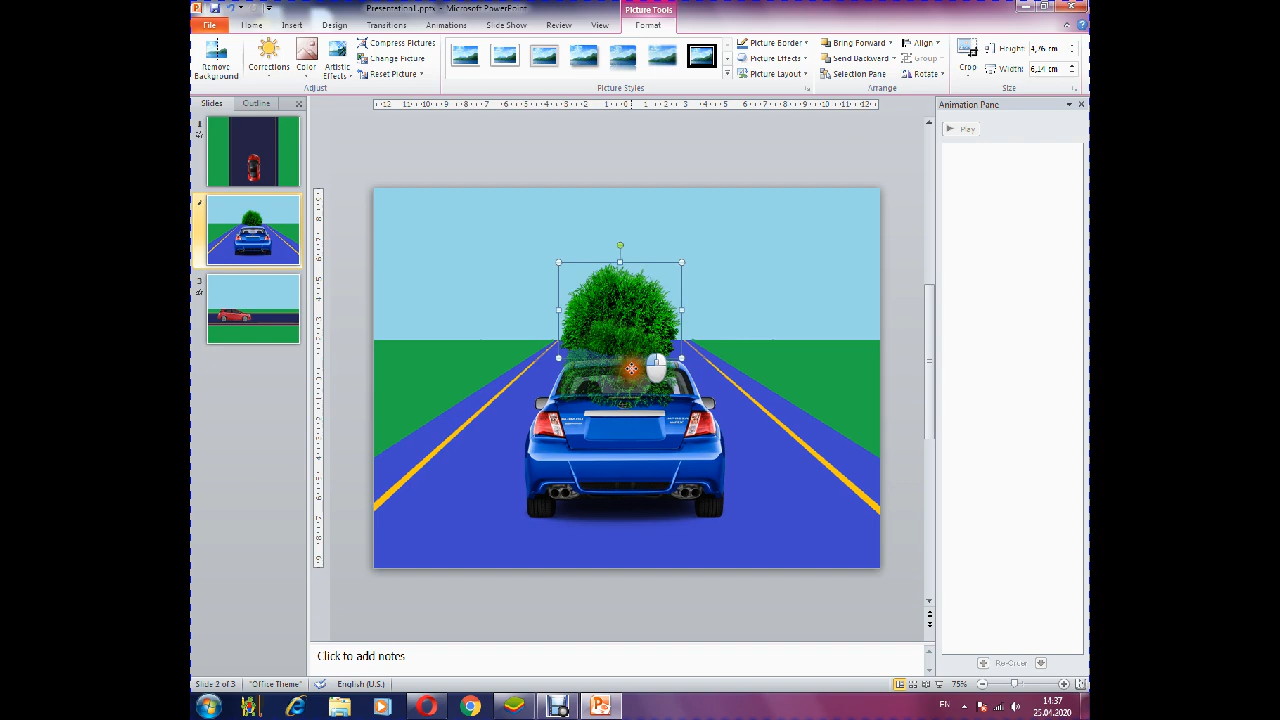 Presentation1.pptx - Microsoft PowerPoint
Picture Tools
File
Home
Insert
Design
Transitions
Animations
Slide Show
Review
View
Format
Remove Background
Corrections
Color
Artistic Effects
Compress Pictures
Change Picture
Reset Picture
Adjust
Picture Styles
Picture Border
Picture Effects
Picture Layout
Bring Forward
Send Backward
Selection Pane
Align
Group
Rotate
Arrange
Crop
Height:
Width:
Size
Slides
Outline
1
2
3
Animation Pane
Play
Re-Order
Click to add notes
Slide 2 of 3
"Office Theme"
English (U.S.)
75%
EN
14:37
25.04.2020